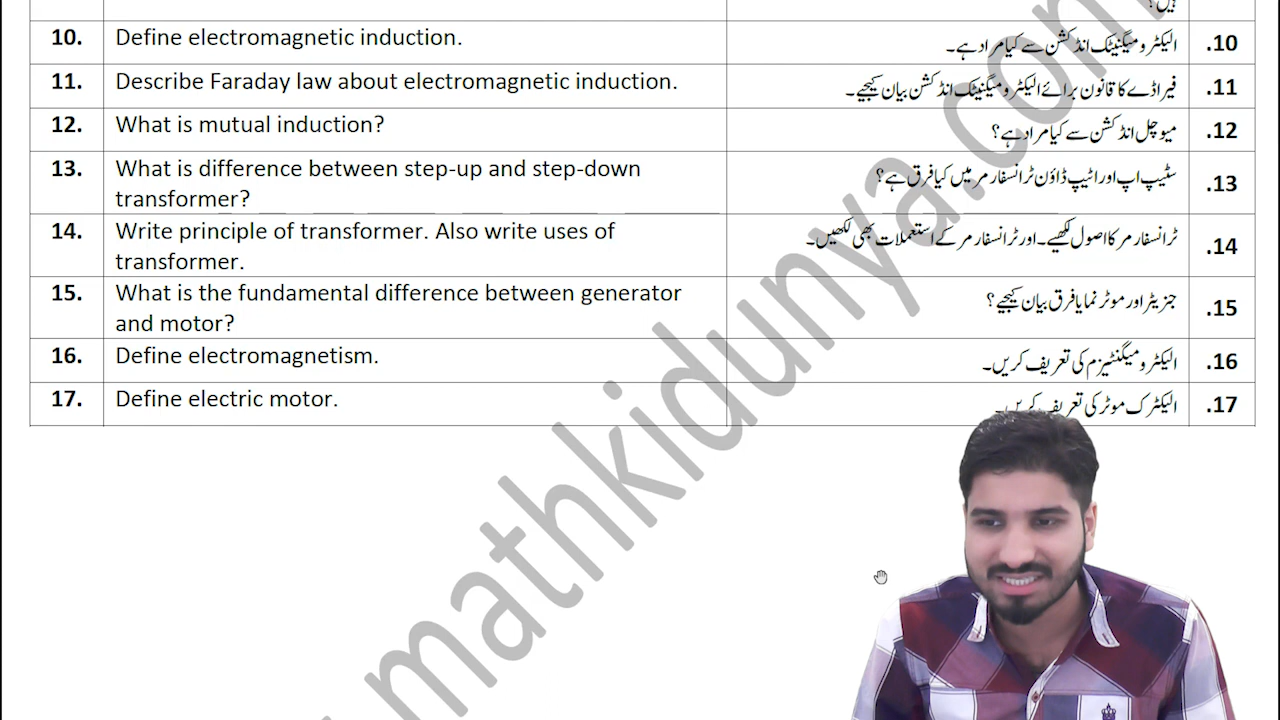 ہیں؟
10. Define electromagnetic induction. الیکٹرومیگنیٹک انڈکشن سے کیا مراد ہے۔ .10
11. Describe Faraday law about electromagnetic induction. فیراڈے کا قانون برائے الیکٹرومیگنیٹک انڈکشن بیان کیجیے۔ .11
12. What is mutual induction? میوچل انڈکشن سے کیا مراد ہے؟ .12
13. What is difference between step-up and step-down سٹیپ اپ اور اٹیپ ڈاؤن ٹرانسفارمر میں کیا فرق ہے؟ .13
transformer?
14. Write principle of transformer. Also write uses of ٹرانسفارمر کا اصول لکھیے۔ اور ٹرانسفارمر کے استعملات بھی لکھیں۔ .14
transformer.
15. What is the fundamental difference between generator جنریٹر اور موٹر نمایا فرق بیان کیجیے؟ .15
and motor?
16. Define electromagnetism. الیکٹرومیگنٹیزم کی تعریف کریں۔ .16
17. Define electric motor. الیکٹرک موٹر کی تعریف کریں۔ .17
.mathkidunya.com